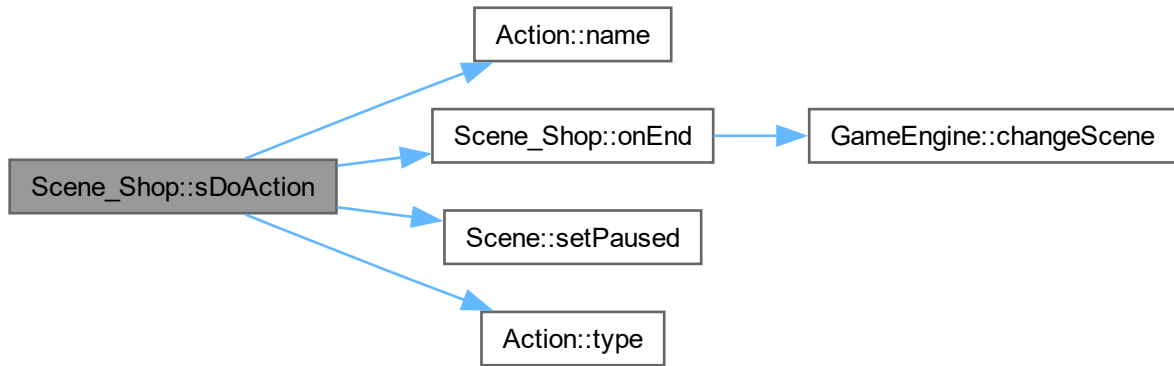 Action::name
Scene_Shop::onEnd
GameEngine::changeScene
Scene_Shop::sDoAction
Scene::setPaused
Action::type